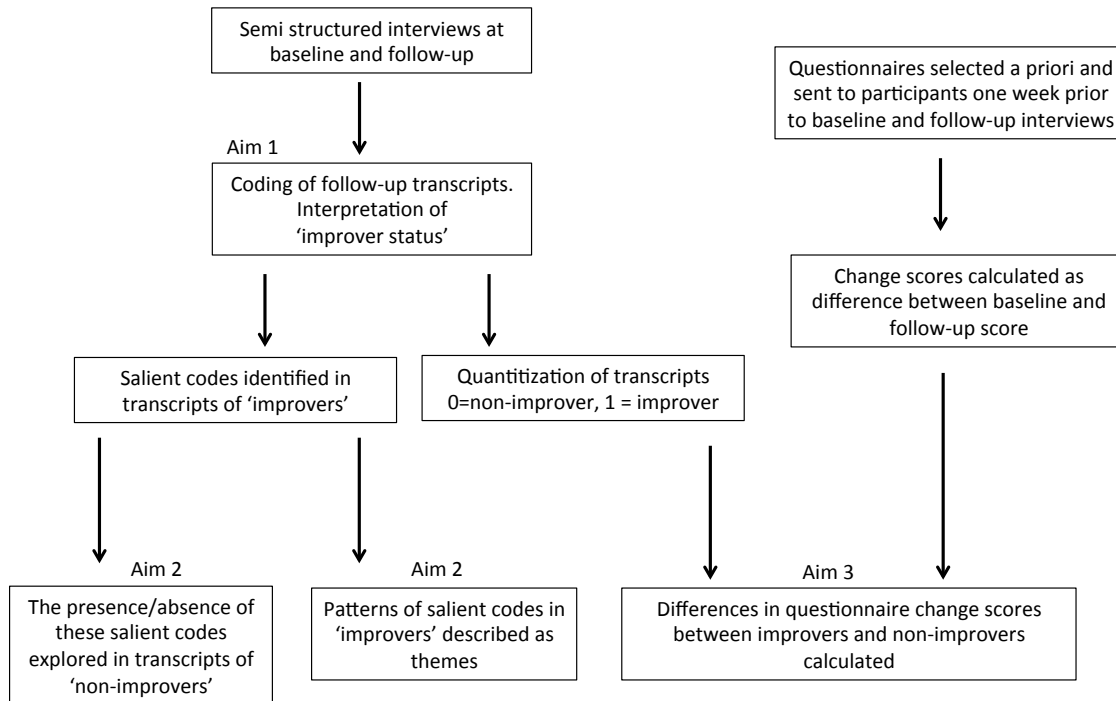 Semi structured interviews at
baseline and follow-up
Questionnaires selected a priori and
sent to participants one week prior
to baseline and follow-up interviews
Aim 1
Coding of follow-up transcripts.
Interpretation of
‘improver status’
Change scores calculated as
difference between baseline and
follow-up score
Salient codes identified in
transcripts of ‘improvers’
Quantitization of transcripts
0=non-improver, 1 = improver
Aim 2
The presence/absence of
these salient codes
explored in transcripts of
‘non-improvers’
Aim 2
Patterns of salient codes in
‘improvers’ described as
themes
Aim 3
Differences in questionnaire change scores
between improvers and non-improvers
calculated